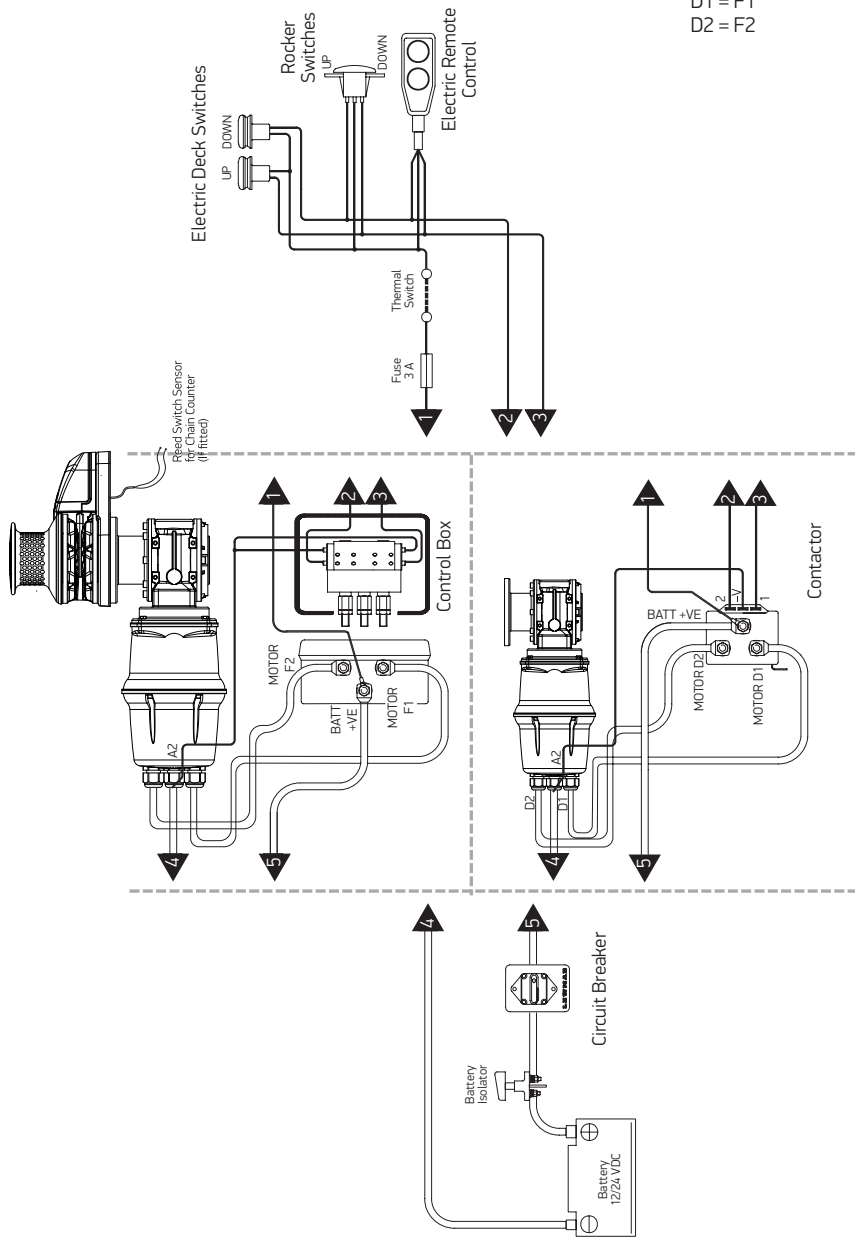 D1 = F1
D2 = F2
Electric Deck Switches
UP
DOWN
Rocker
Switches
UP
DOWN
Electric Remote
Control
Thermal
Switch
Fuse
3 A
1
2
3
Reed Switch Sensor
for Chain Counter
(If fitted)
A2
4
5
MOTOR
F2
BATT
+VE
MOTOR
F1
1
2
3
Control Box
D2
A2
D1
4
5
BATT +VE
MOTOR D2
MOTOR D1
2
-V
1
1
2
3
Contactor
4
5
Battery
Isolator
LEWMAR
Circuit Breaker
Battery
12/24 VDC